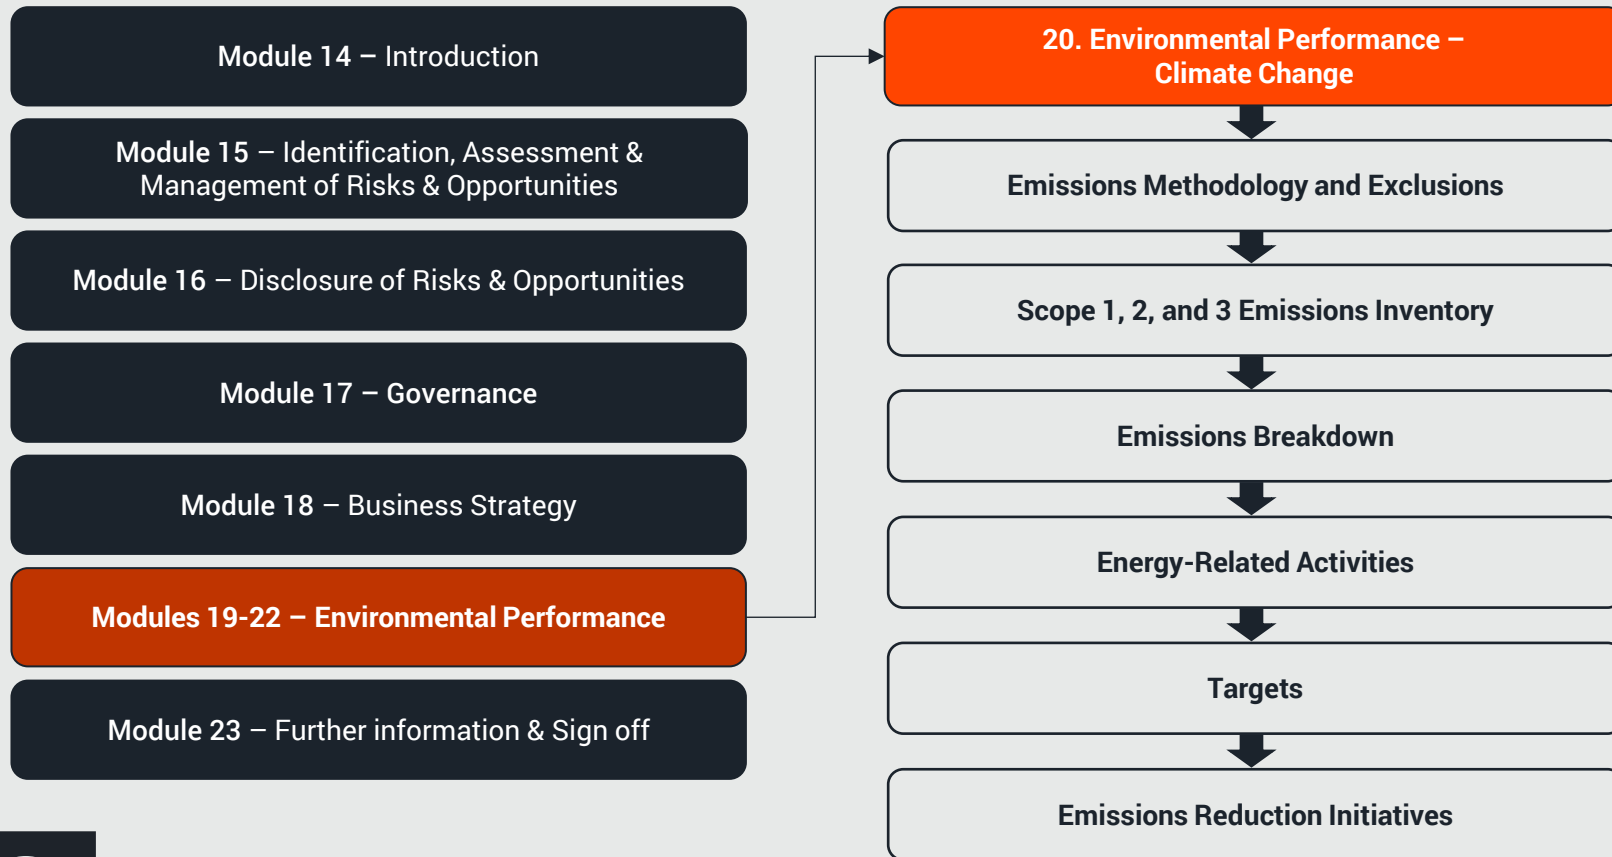 Module 14 – Introduction
Module 15 – Identification, Assessment &
Management of Risks & Opportunities
Module 16 – Disclosure of Risks & Opportunities
Module 17 – Governance
Module 18 – Business Strategy
Modules 19-22 – Environmental Performance
Module 23 – Further information & Sign off
20. Environmental Performance –
Climate Change
Emissions Methodology and Exclusions
Scope 1, 2, and 3 Emissions Inventory
Emissions Breakdown
Energy-Related Activities
Targets
Emissions Reduction Initiatives